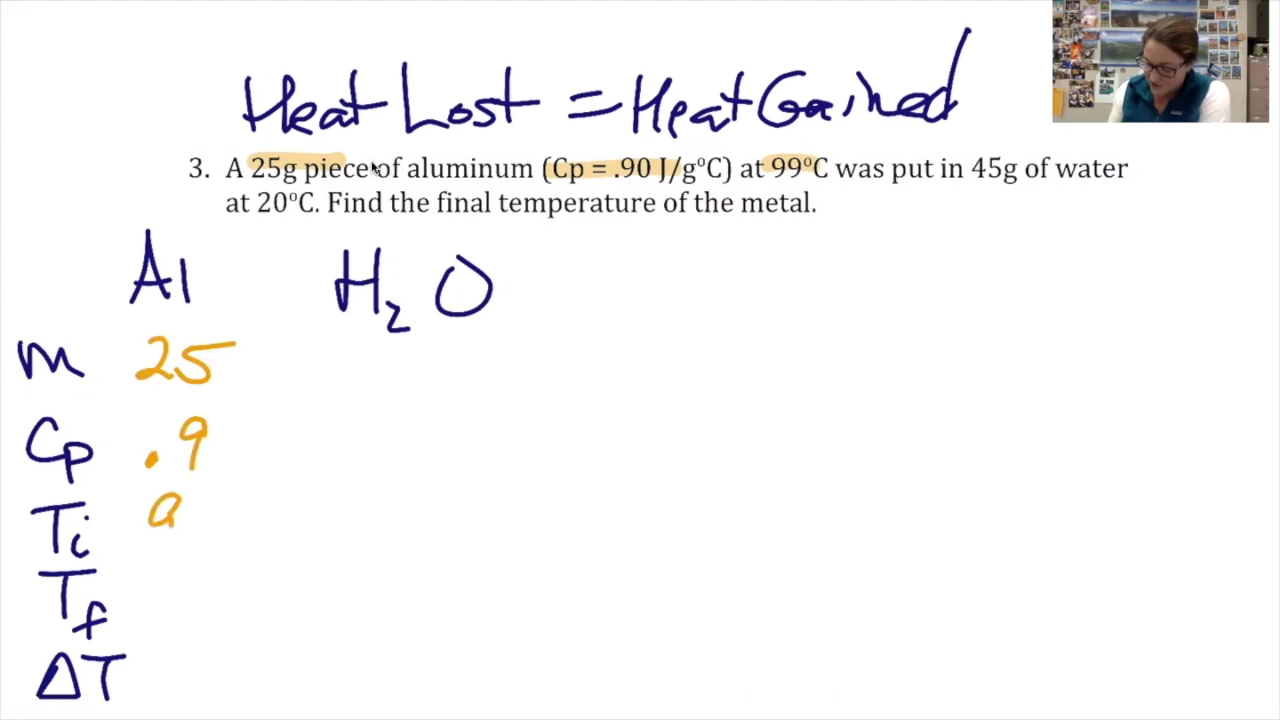 Heat Lost = Heat Gained
3. A 25g piece of aluminum (Cp = .90 J/g°C) at 99°C was put in 45g of water
at 20°C. Find the final temperature of the metal.
Al H₂O
m 25
Cp .9
Ti 9
Tf
ΔT